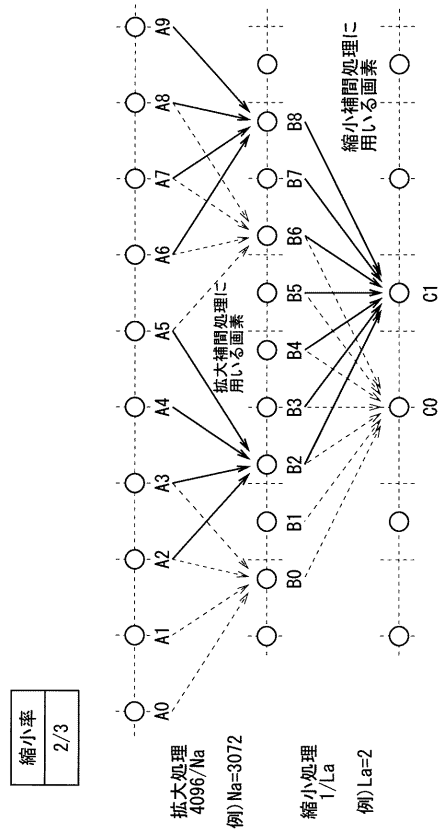 縮小率
2/3
A0 A1 A2 A3 A4 A5 A6 A7 A8 A9
拡大処理
4096/Na
例) Na=3072
拡大補間処理に
用いる画素
B0 B1 B2 B3 B4 B5 B6 B7 B8
縮小処理
1/La
例) La=2
縮小補間処理に
用いる画素
C0 C1